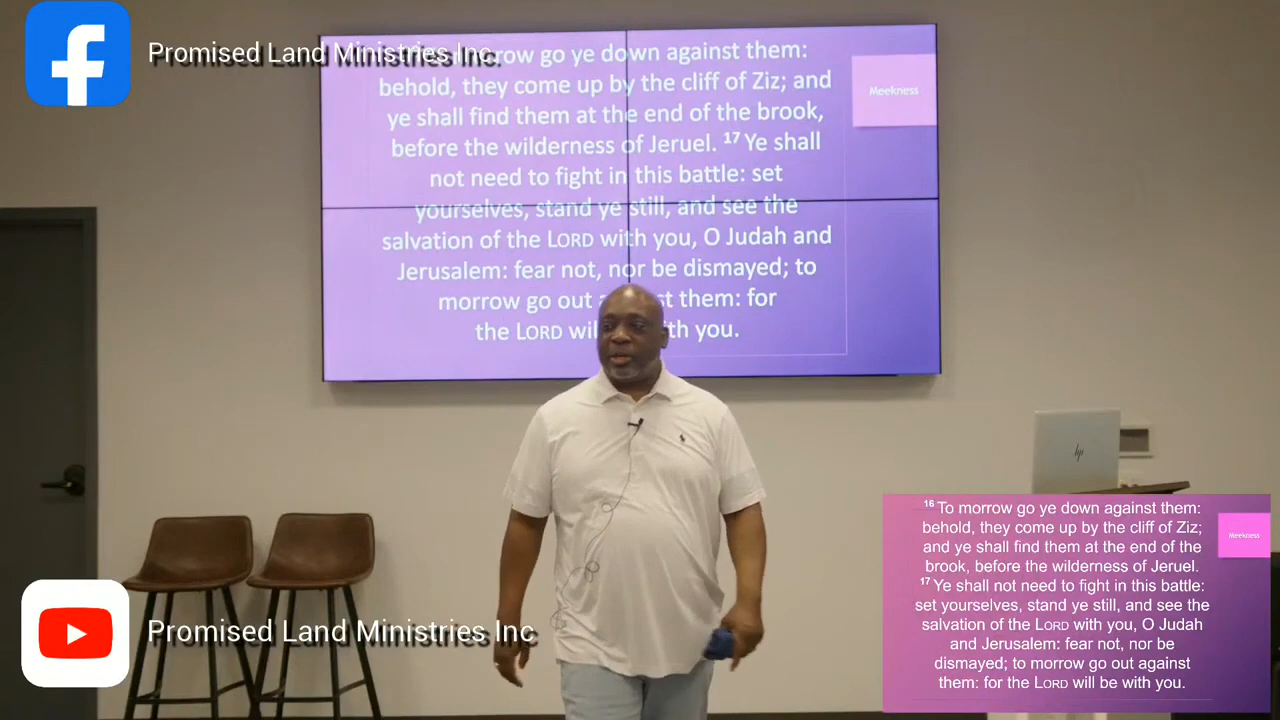 Promised Land Ministries Inc.
row go ye down against them:
behold, they come up by the cliff of Ziz; and
ye shall find them at the end of the brook,
before the wilderness of Jeruel. 17 Ye shall
not need to fight in this battle: set
yourselves, stand ye still, and see the
salvation of the LORD with you, O Judah and
Jerusalem: fear not, nor be dismayed; to
morrow go out st them: for
the LORD wil th you.
Meekness
hp
Promised Land Ministries Inc
16 To morrow go ye down against them:
behold, they come up by the cliff of Ziz;
and ye shall find them at the end of the
brook, before the wilderness of Jeruel.
17 Ye shall not need to fight in this battle:
set yourselves, stand ye still, and see the
salvation of the LORD with you, O Judah
and Jerusalem: fear not, nor be
dismayed; to morrow go out against
them: for the LORD will be with you.
Meekness